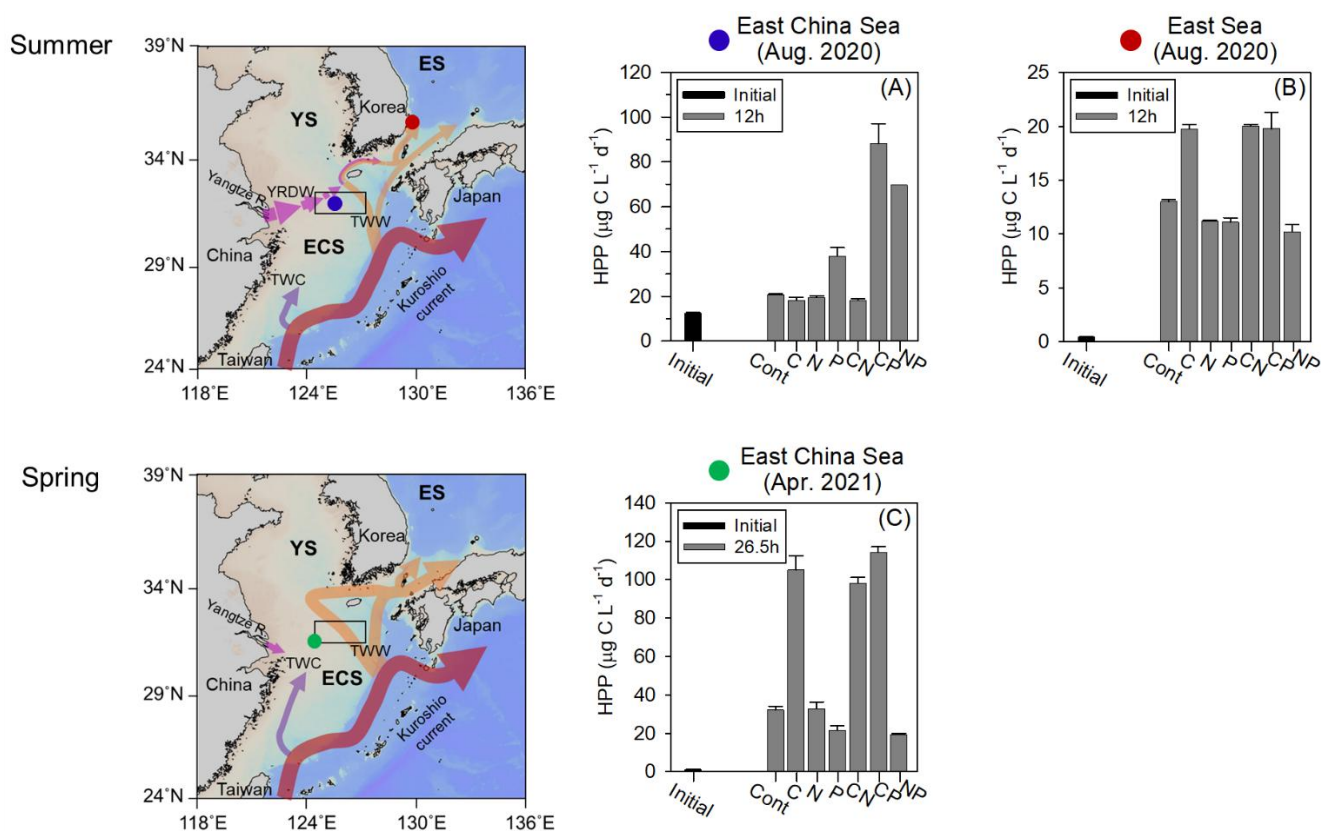 Summer
39°N
34°N
29°N
24°N
118°E
124°E
130°E
136°E
ES
Korea
YS
Yangtze R.
YRDW
Japan
TWW
China
ECS
TWC
Kuroshio
current
Taiwan
East China Sea
(Aug. 2020)
(A)
Initial
12h
HPP (µg C L⁻¹ d⁻¹)
120
100
80
60
40
20
0
Initial
Cont
C
N
P
CN
CP
NP
East Sea
(Aug. 2020)
(B)
Initial
12h
HPP (µg C L⁻¹ d⁻¹)
25
20
15
10
5
0
Initial
Cont
C
N
P
CN
CP
NP
Spring
39°N
34°N
29°N
24°N
118°E
124°E
130°E
136°E
ES
Korea
YS
Yangtze R.
Japan
TWC
TWW
China
ECS
Kuroshio
current
Taiwan
East China Sea
(Apr. 2021)
(C)
Initial
26.5h
HPP (µg C L⁻¹ d⁻¹)
140
120
100
80
60
40
20
0
Initial
Cont
C
N
P
CN
CP
NP